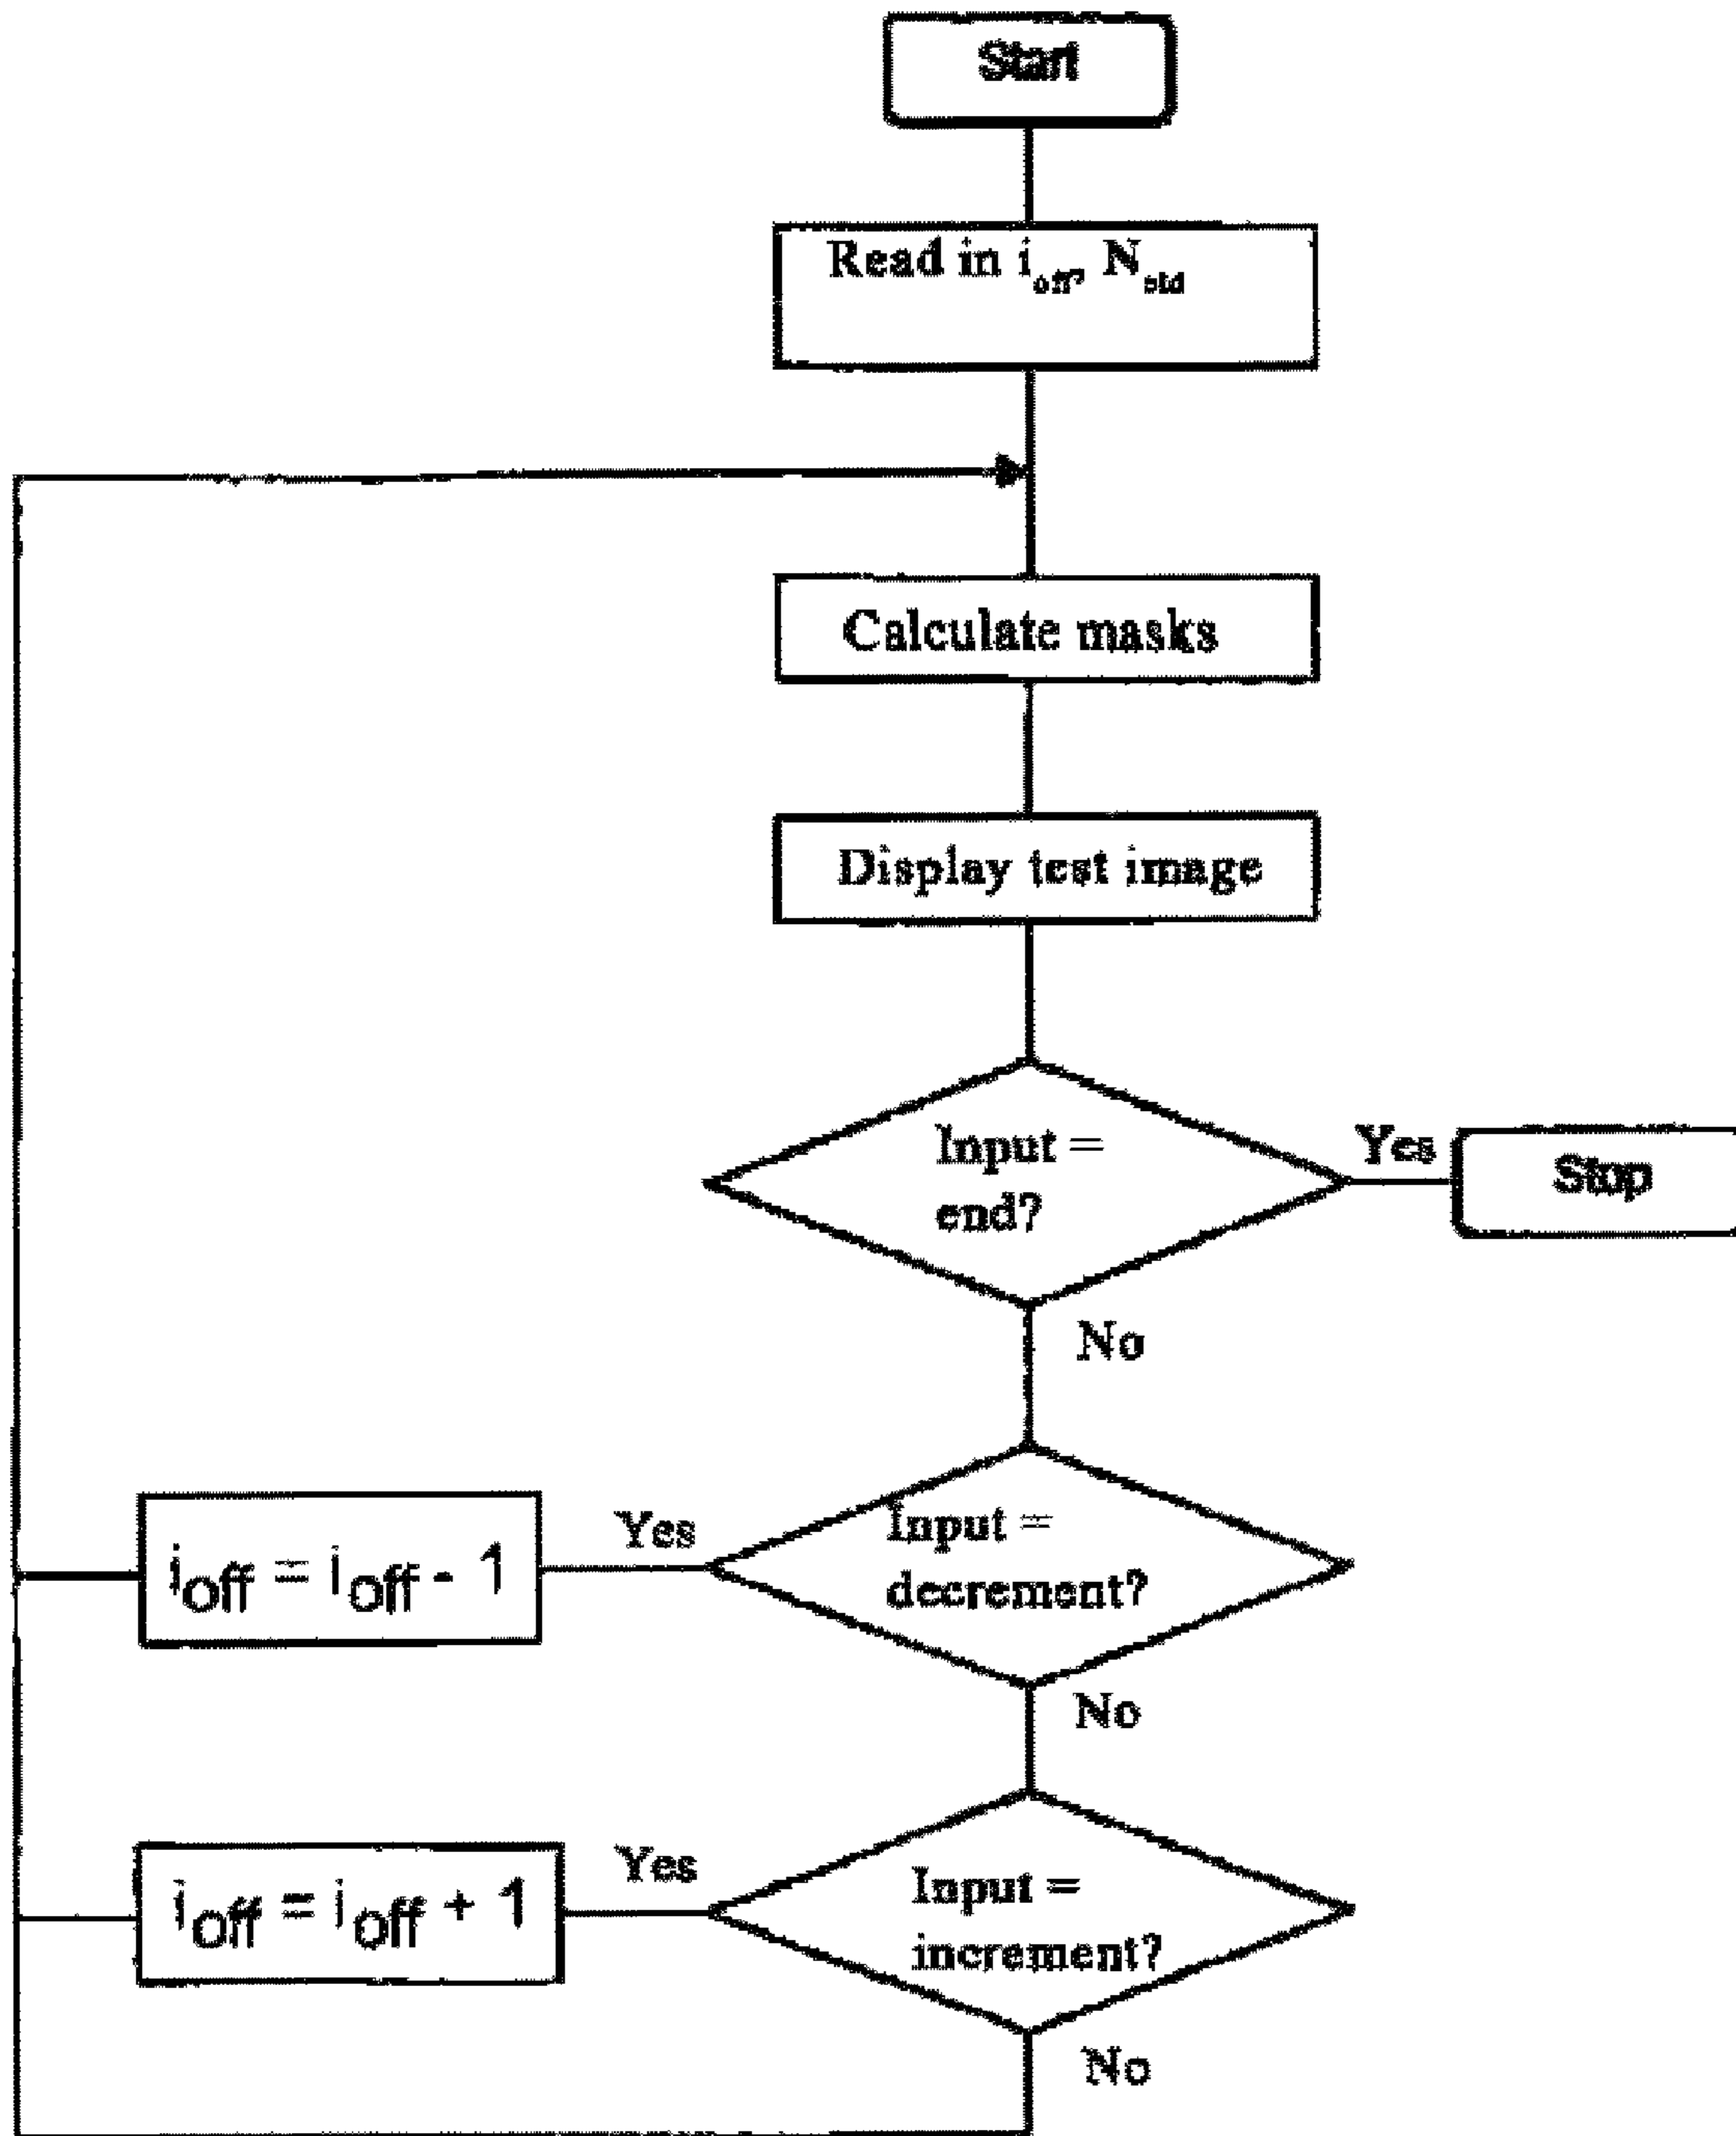 Start
Read in i_off, N_std
Calculate masks
Display test image
Input =
end?
Yes
Stop
No
Input =
decrement?
Yes
i_off = i_off - 1
No
Input =
increment?
Yes
i_off = i_off + 1
No